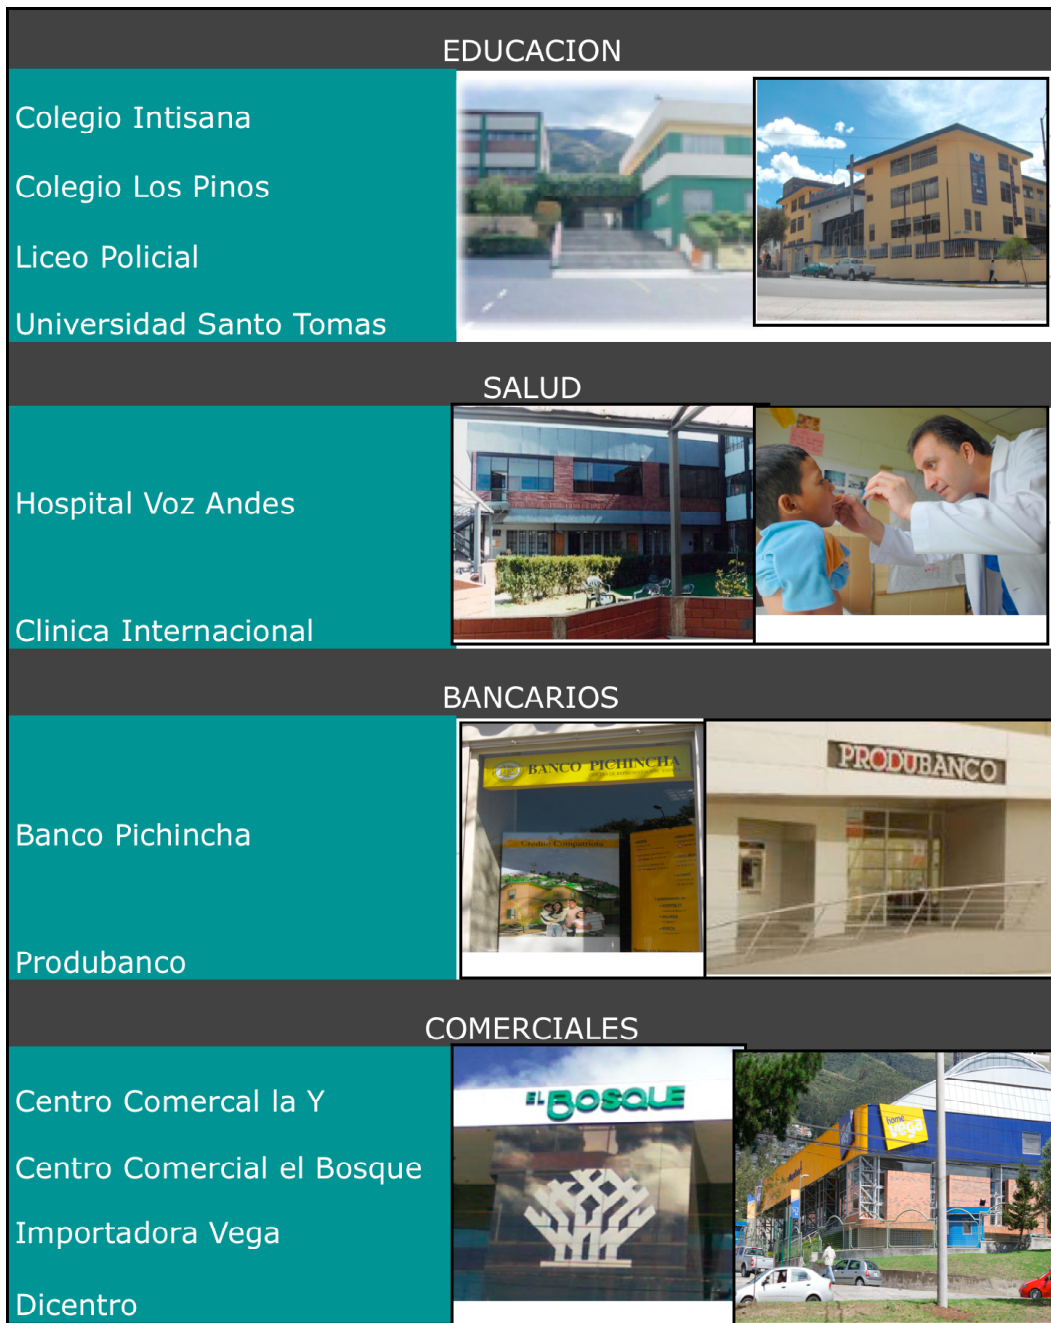 EDUCACION
Colegio Intisana
Colegio Los Pinos
Liceo Policial
Universidad Santo Tomas
SALUD
Hospital Voz Andes
Clinica Internacional
BANCARIOS
Banco Pichincha
Produbanco
BANCO PICHINCHA
Crédito Compatriota
PRODUBANCO
COMERCIALES
Centro Comercal la Y
Centro Comercial el Bosque
Importadora Vega
Dicentro
EL BOSQUE
home
vega